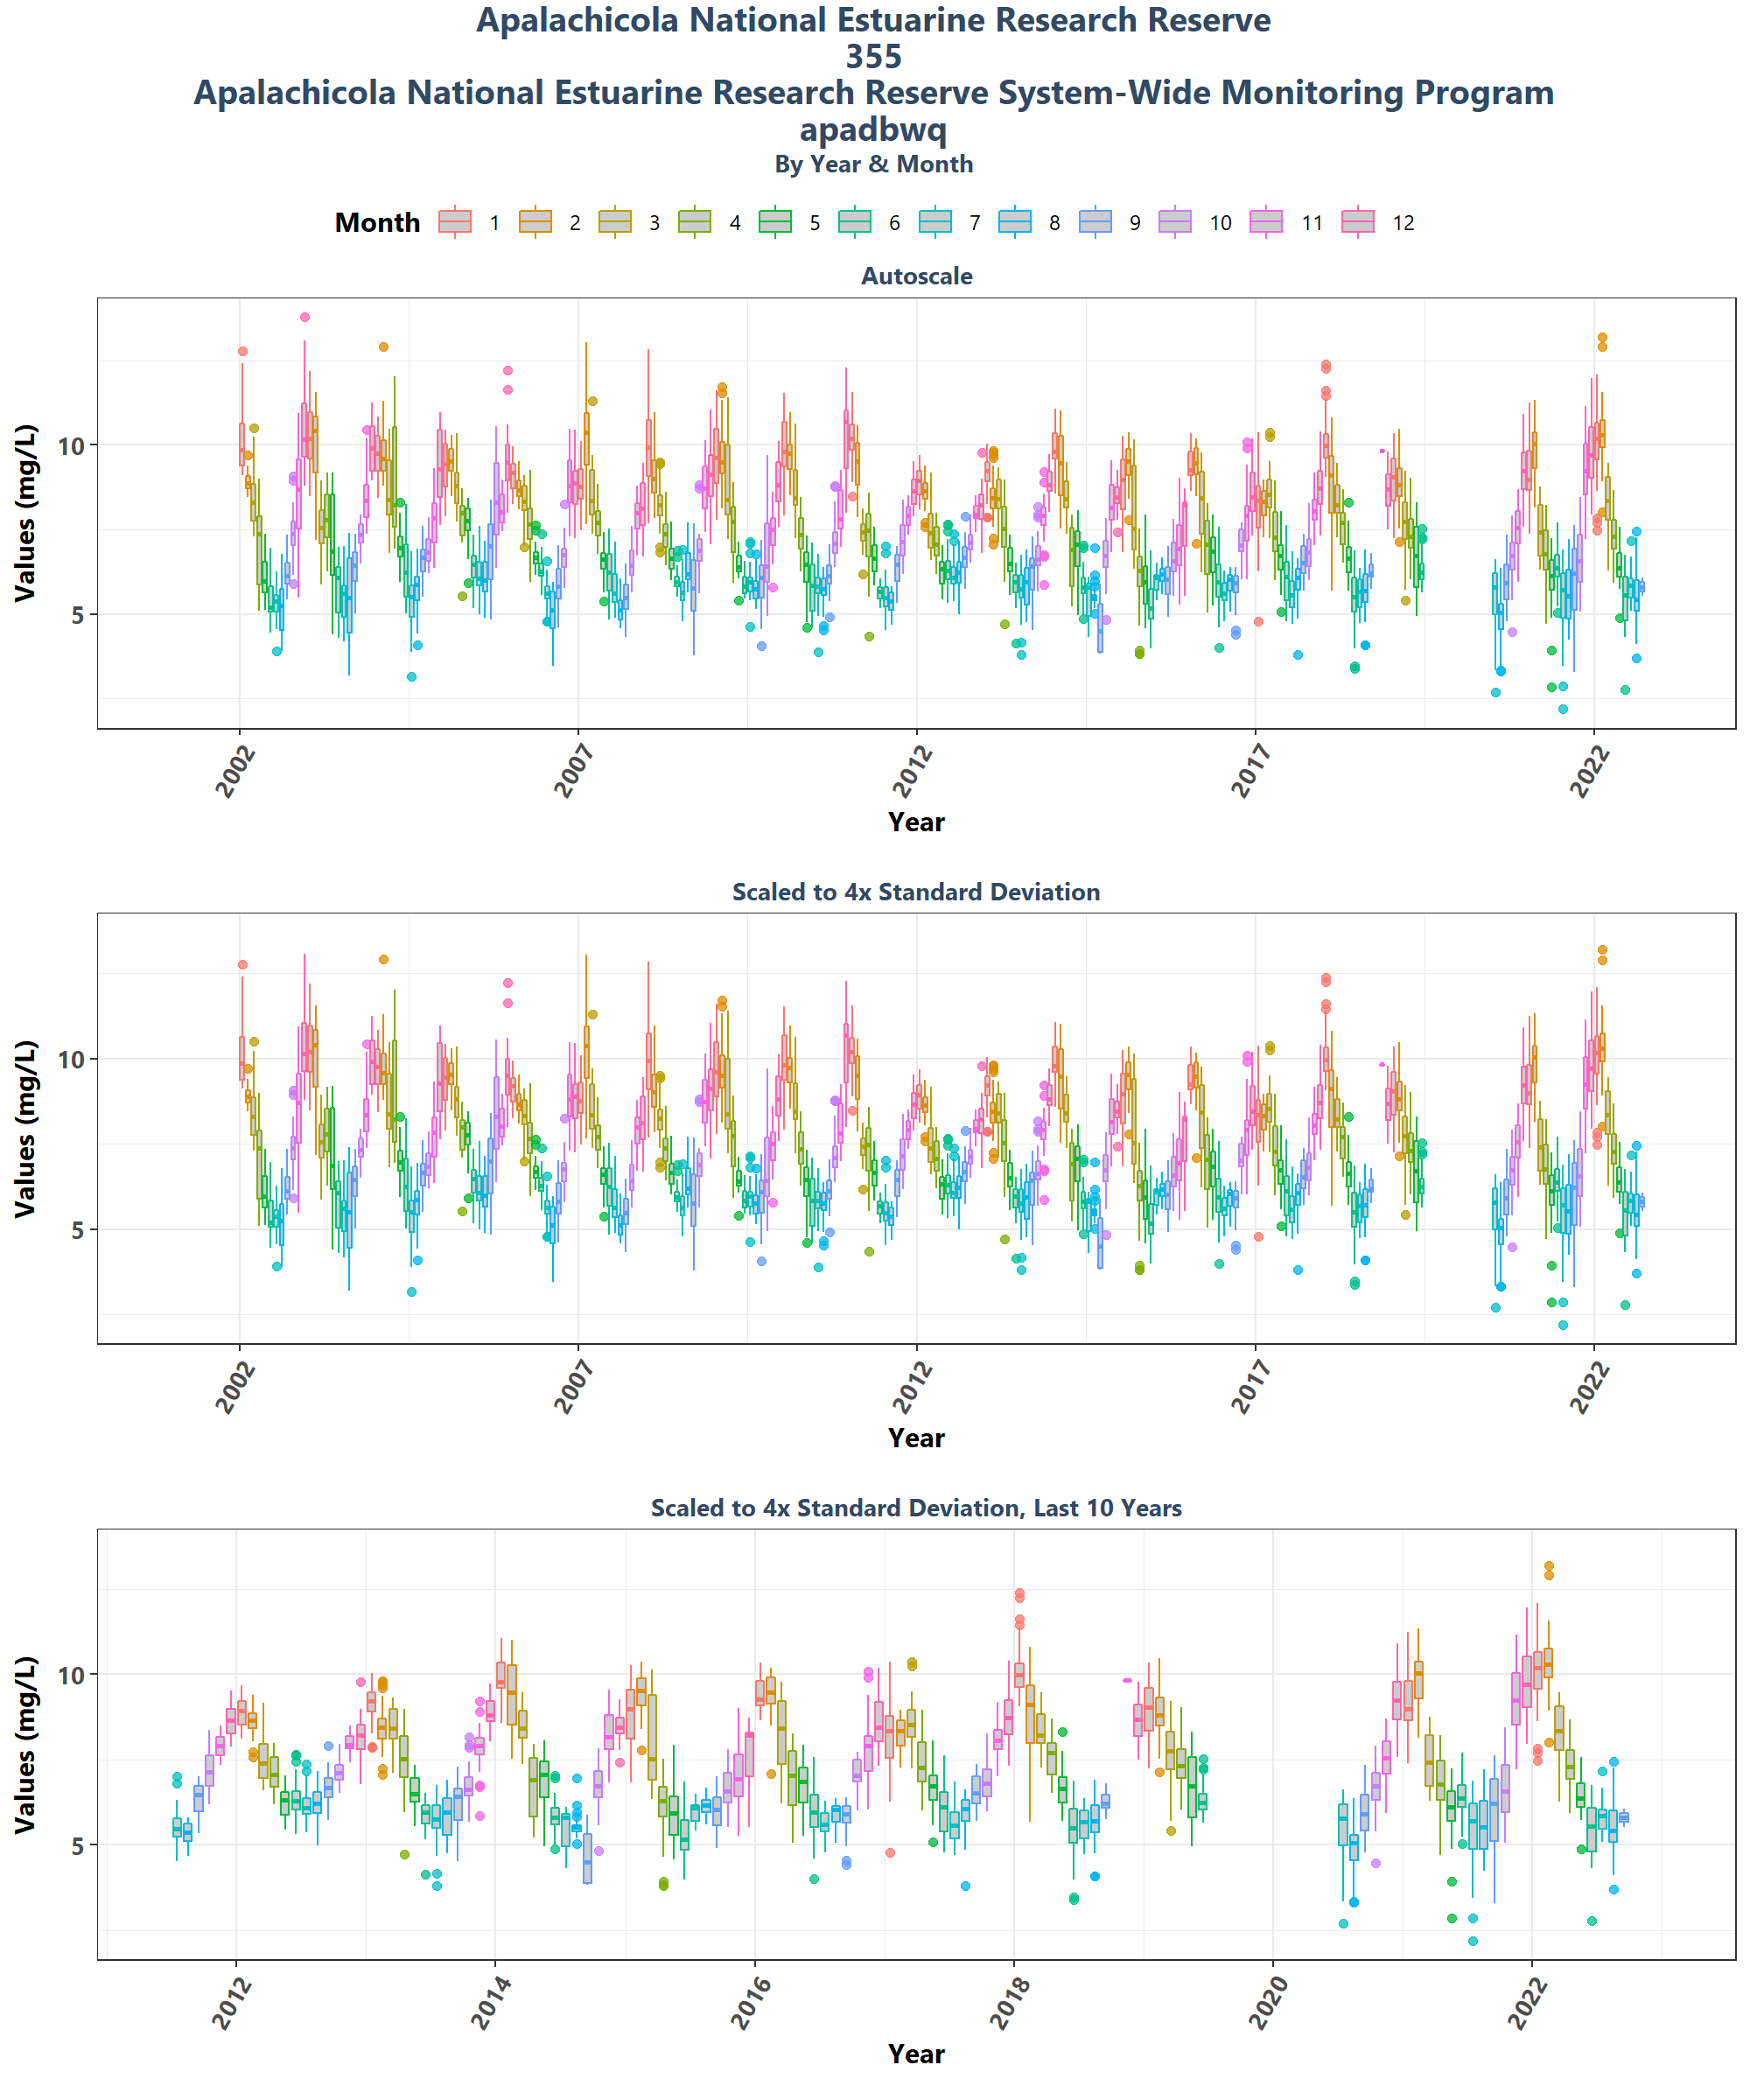 Apalachicola National Estuarine Research Reserve
355
Apalachicola National Estuarine Research Reserve System-Wide Monitoring Program
apadbwq
By Year & Month
Month 1 2 3 4 5 6 7 8 9 10 11 12
Autoscale
Values (mg/L)
10
5
2002 2007 2012 2017 2022
Year
Scaled to 4x Standard Deviation
Values (mg/L)
10
5
2002 2007 2012 2017 2022
Year
Scaled to 4x Standard Deviation, Last 10 Years
Values (mg/L)
10
5
2012 2014 2016 2018 2020 2022
Year